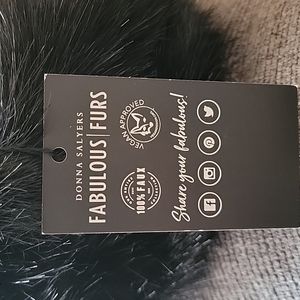 DONNA SALYERS
FABULOUS|FURS
100% FAUX
VEGAN APPROVED
Share your fabulous!